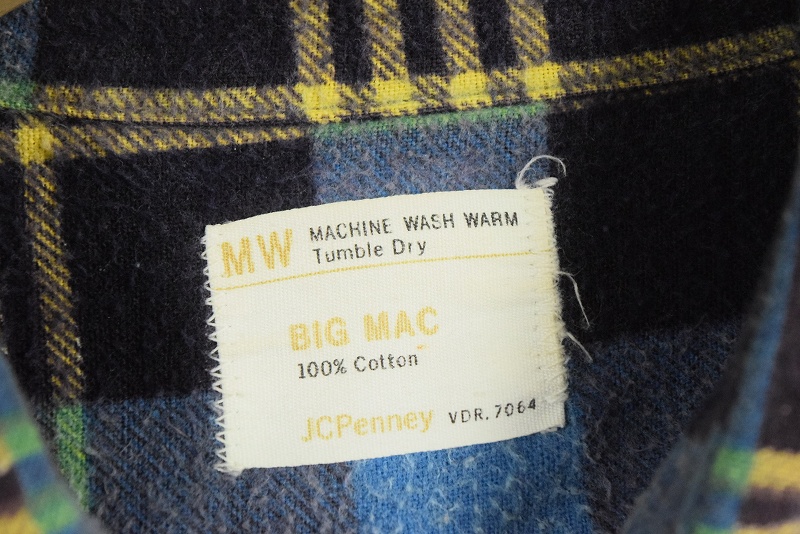 MW MACHINE WASH WARM
Tumble Dry
BIG MAC
100% Cotton
JCPenney VDR. 7064